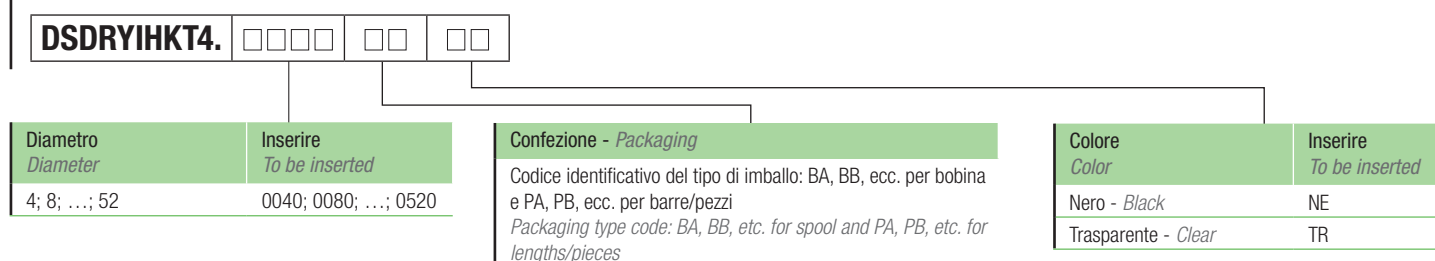 DSDRYIHKT4. □□□□ □□ □□
Diametro
Diameter
Inserire
To be inserted
4; 8; …; 52
0040; 0080; …; 0520
Confezione - Packaging
Codice identificativo del tipo di imballo: BA, BB, ecc. per bobina
e PA, PB, ecc. per barre/pezzi
Packaging type code: BA, BB, etc. for spool and PA, PB, etc. for
lengths/pieces
Colore
Color
Inserire
To be inserted
Nero - Black
NE
Trasparente - Clear
TR